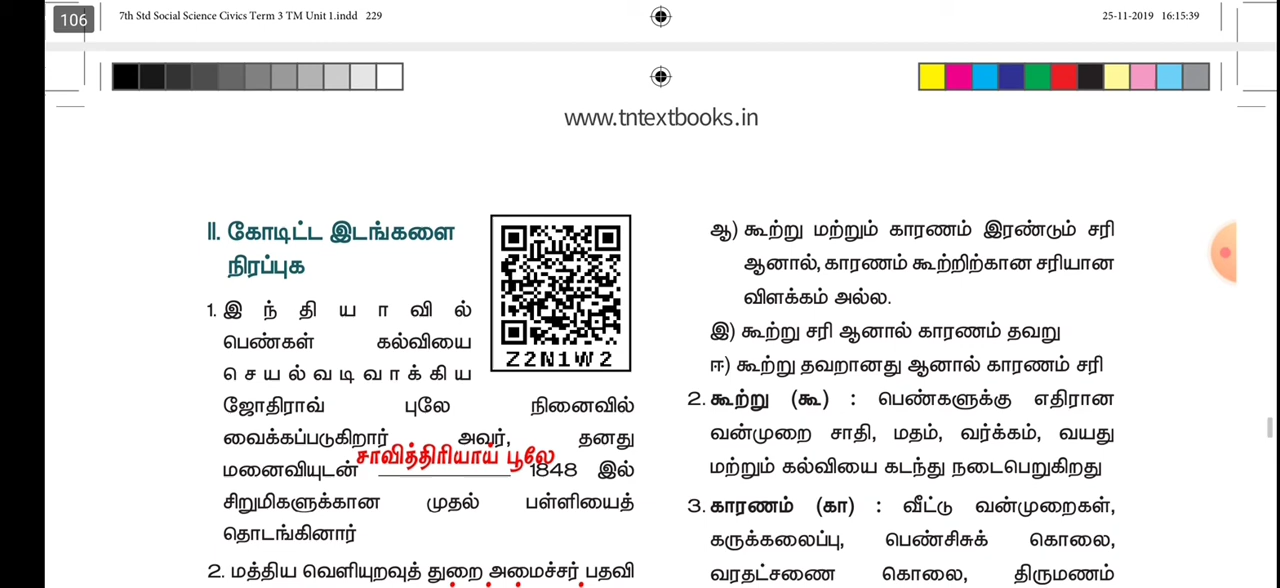 106
7th Std Social Science Civics Term 3 TM Unit 1.indd 229
25-11-2019 16:15:39
www.tntextbooks.in
II. கோடிட்ட இடங்களை
நிரப்புக
1. இ ந் தி யா வி ல்
பெண்கள் கல்வியை
செ ய ல் வ டி வா க் கி ய
ஜோதிராவ் புலே நினைவில்
வைக்கப்படுகிறார் அவர், தனது
சாவித்திரியாய் பூலே
மனைவியுடன் ____________ 1848 இல்
சிறுமிகளுக்கான முதல் பள்ளியைத்
தொடங்கினார்
2. மத்திய வெளியுறவுத் துறை அமைச்சர் பதவி
Z2N1W2
ஆ) கூற்று மற்றும் காரணம் இரண்டும் சரி
ஆனால், காரணம் கூற்றிற்கான சரியான
விளக்கம் அல்ல.
இ) கூற்று சரி ஆனால் காரணம் தவறு
ஈ) கூற்று தவறானது ஆனால் காரணம் சரி
2. கூற்று (கூ) : பெண்களுக்கு எதிரான
வன்முறை சாதி, மதம், வர்க்கம், வயது
மற்றும் கல்வியை கடந்து நடைபெறுகிறது
3. காரணம் (கா) : வீட்டு வன்முறைகள்,
கருக்கலைப்பு, பெண்சிசுக் கொலை,
வரதட்சணை கொலை, திருமணம்